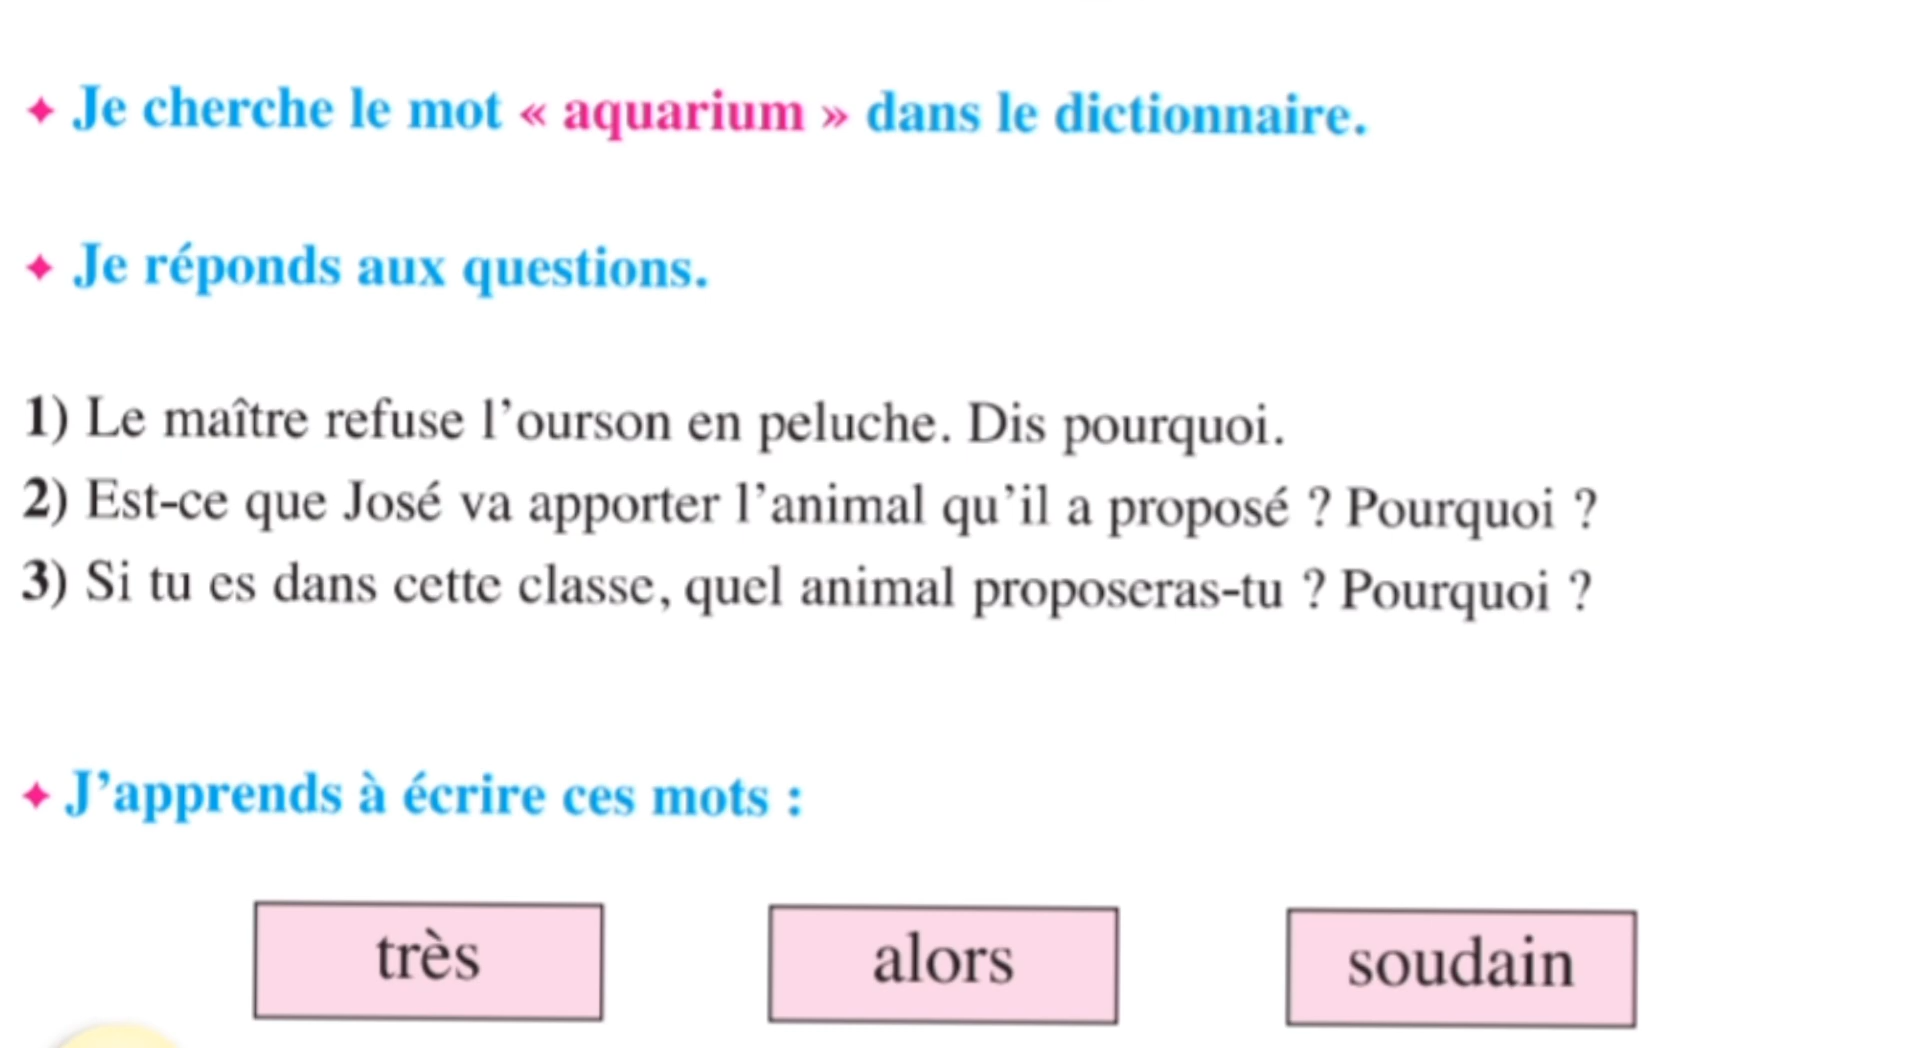 ✦ Je cherche le mot « aquarium » dans le dictionnaire.
✦ Je réponds aux questions.
1) Le maître refuse l'ourson en peluche. Dis pourquoi.
2) Est-ce que José va apporter l'animal qu'il a proposé ? Pourquoi ?
3) Si tu es dans cette classe, quel animal proposeras-tu ? Pourquoi ?
✦ J'apprends à écrire ces mots :
très alors soudain